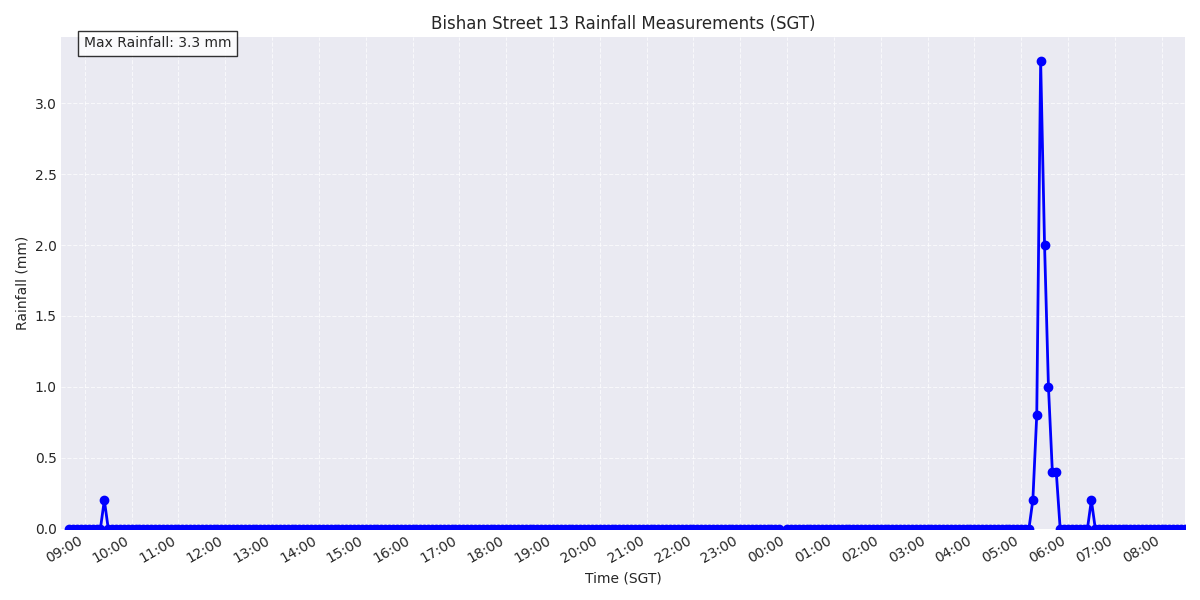 Bishan Street 13 Rainfall Measurements (SGT)
Max Rainfall: 3.3 mm
Rainfall (mm)
3.0
2.5
2.0
1.5
1.0
0.5
0.0
09:00 10:00 11:00 12:00 13:00 14:00 15:00 16:00 17:00 18:00 19:00 20:00 21:00 22:00 23:00 00:00 01:00 02:00 03:00 04:00 05:00 06:00 07:00 08:00
Time (SGT)